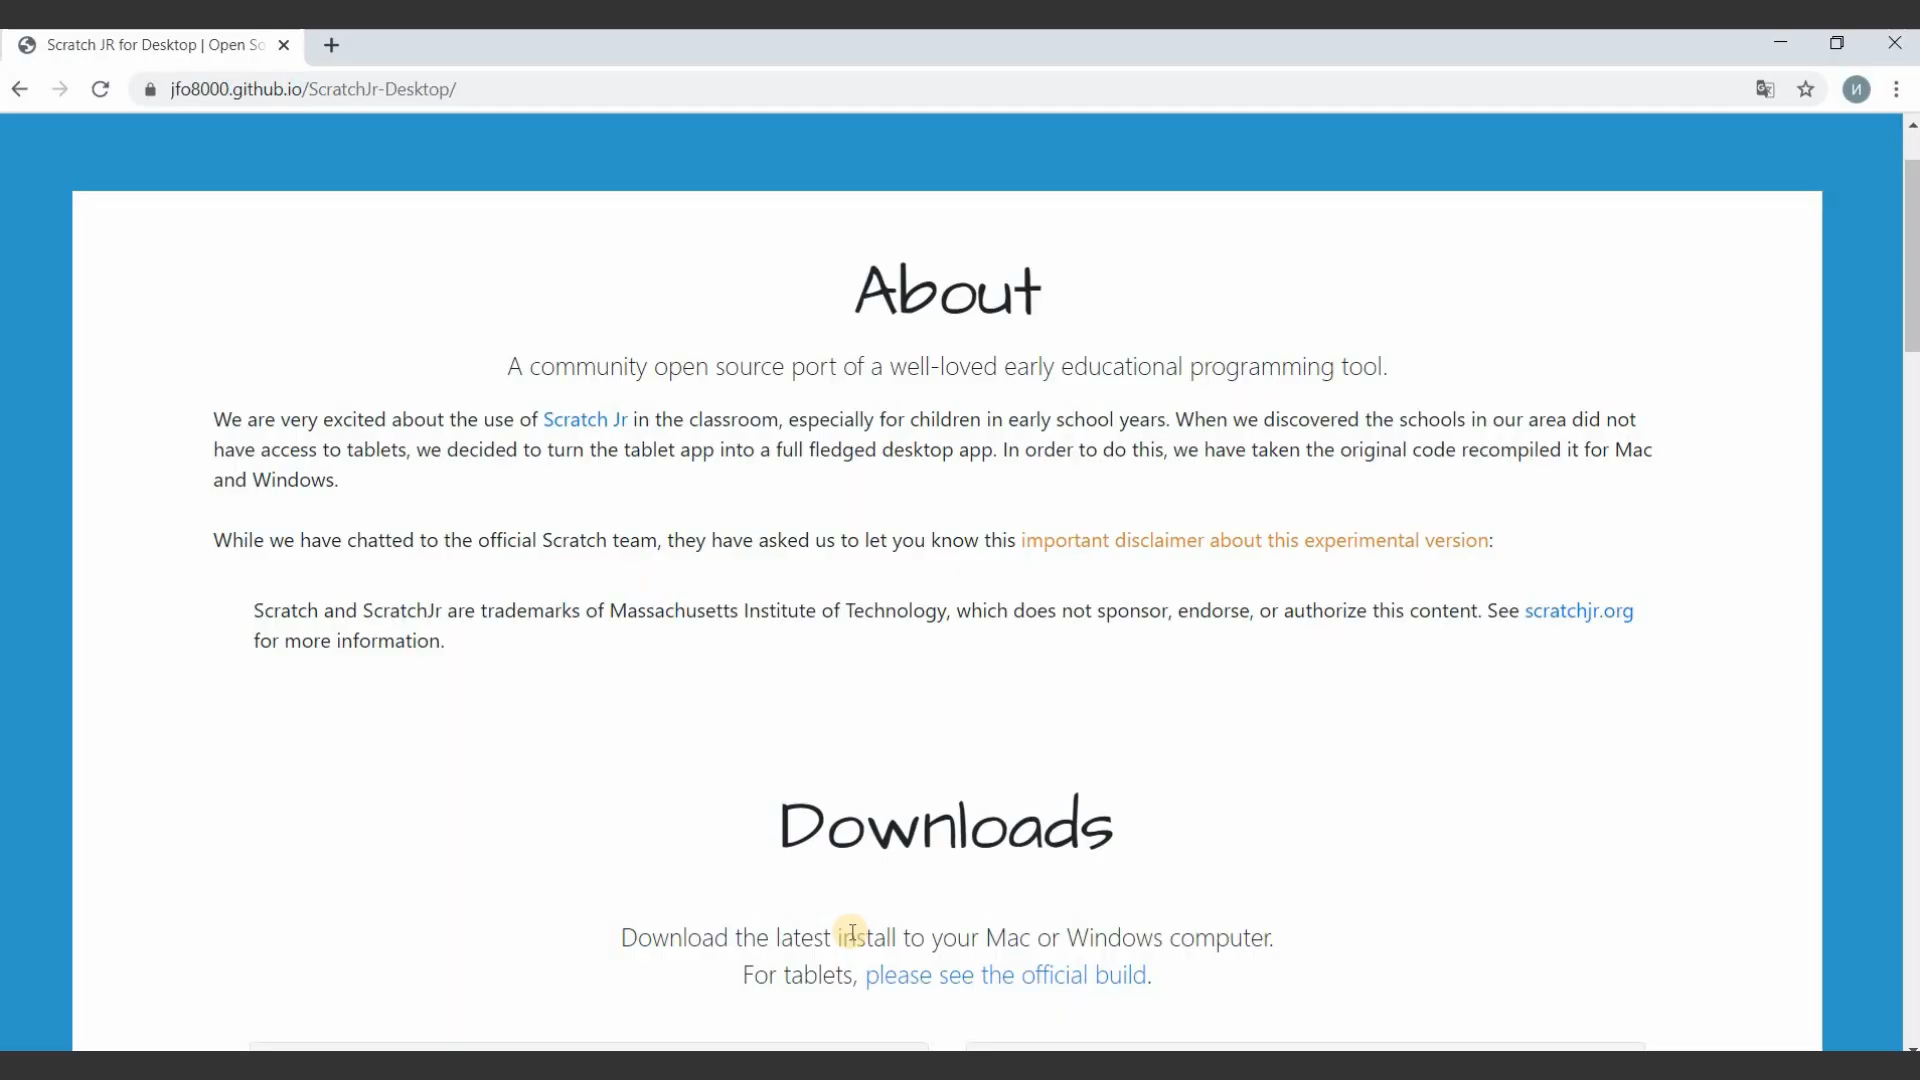 Scratch JR for Desktop | Open So
jfo8000.github.io/ScratchJr-Desktop/
И
About
A community open source port of a well-loved early educational programming tool.
We are very excited about the use of Scratch Jr in the classroom, especially for children in early school years. When we discovered the schools in our area did not
have access to tablets, we decided to turn the tablet app into a full fledged desktop app. In order to do this, we have taken the original code recompiled it for Mac
and Windows.
While we have chatted to the official Scratch team, they have asked us to let you know this important disclaimer about this experimental version:
Scratch and ScratchJr are trademarks of Massachusetts Institute of Technology, which does not sponsor, endorse, or authorize this content. See scratchjr.org
for more information.
Downloads
Download the latest install to your Mac or Windows computer.
For tablets, please see the official build.